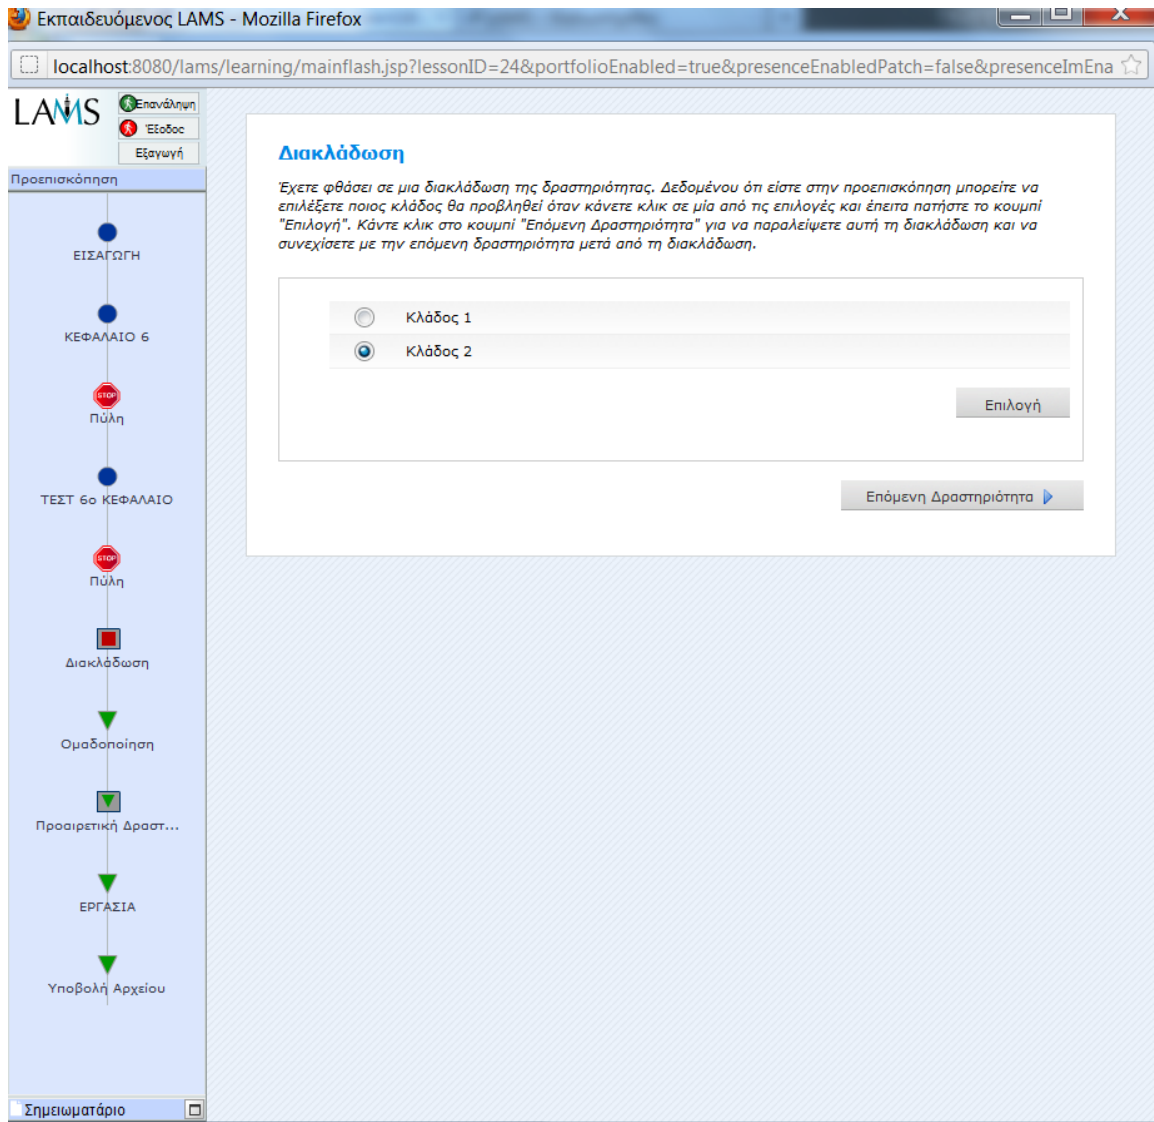 Εκπαιδευόμενος LAMS - Mozilla Firefox
localhost:8080/lams/learning/mainflash.jsp?lessonID=24&portfolioEnabled=true&presenceEnabledPatch=false&presenceImEna
LAMS
Επανάληψη
Έξοδος
Εξαγωγή
Προεπισκόπηση
ΕΙΣΑΓΩΓΗ
ΚΕΦΑΛΑΙΟ 6
STOP
Πύλη
ΤΕΣΤ 6ο ΚΕΦΑΛΑΙΟ
STOP
Πύλη
Διακλάδωση
Ομαδοποίηση
Προαιρετική Δραστ...
ΕΡΓΑΣΙΑ
Υποβολή Αρχείου
Σημειωματάριο
Διακλάδωση
Έχετε φθάσει σε μια διακλάδωση της δραστηριότητας. Δεδομένου ότι είστε στην προεπισκόπηση μπορείτε να
επιλέξετε ποιος κλάδος θα προβληθεί όταν κάνετε κλικ σε μία από τις επιλογές και έπειτα πατήστε το κουμπί
"Επιλογή". Κάντε κλικ στο κουμπί "Επόμενη Δραστηριότητα" για να παραλείψετε αυτή τη διακλάδωση και να
συνεχίσετε με την επόμενη δραστηριότητα μετά από τη διακλάδωση.
Κλάδος 1
Κλάδος 2
Επιλογή
Επόμενη Δραστηριότητα